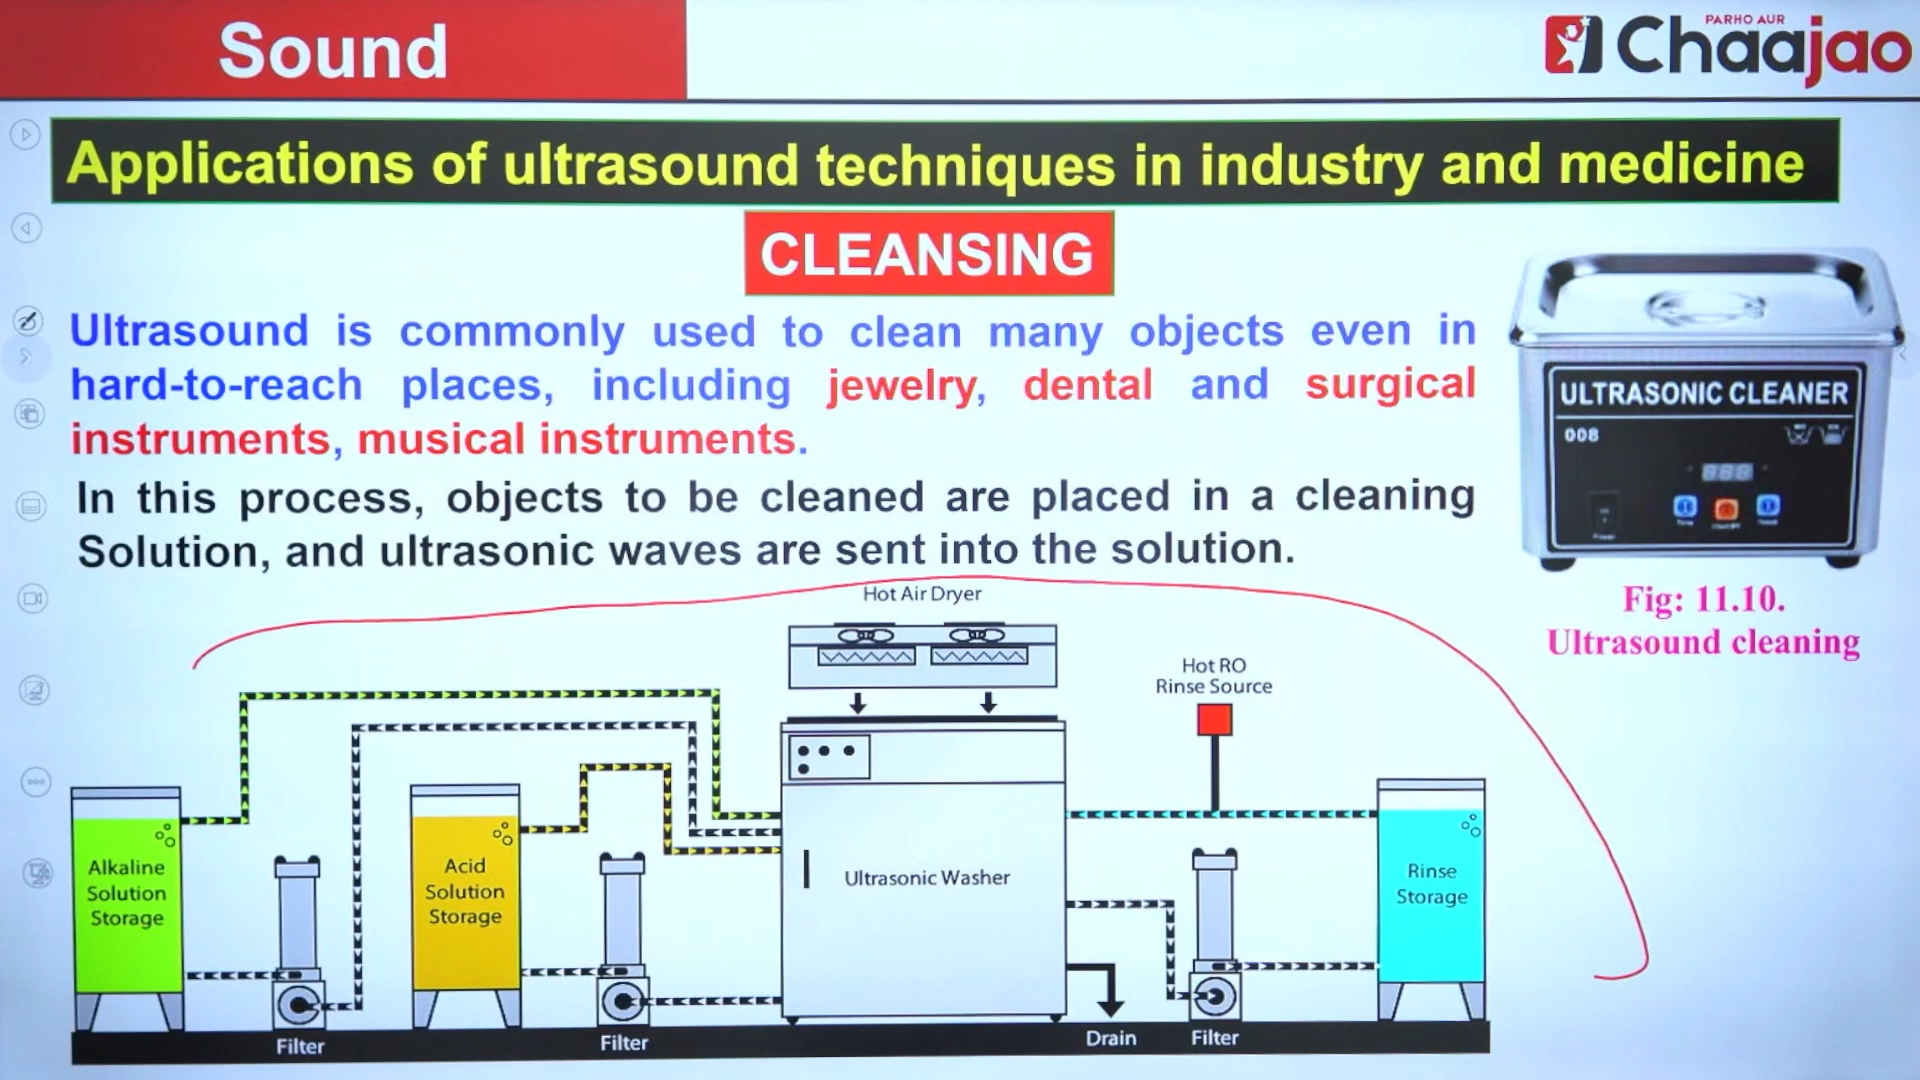 Sound
PARHO AUR
Chaajao
Applications of ultrasound techniques in industry and medicine
CLEANSING
Ultrasound is commonly used to clean many objects even in
hard-to-reach places, including jewelry, dental and surgical
instruments, musical instruments.
In this process, objects to be cleaned are placed in a cleaning
Solution, and ultrasonic waves are sent into the solution.
ULTRASONIC CLEANER
008
Fig: 11.10.
Ultrasound cleaning
Hot Air Dryer
Hot RO
Rinse Source
Alkaline
Solution
Storage
Acid
Solution
Storage
Ultrasonic Washer
Rinse
Storage
Filter
Filter
Drain
Filter